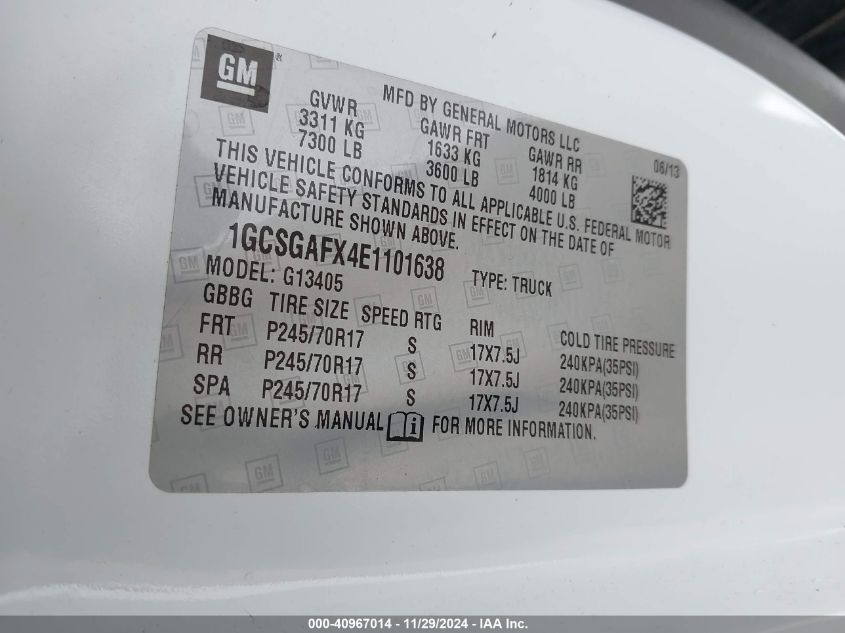 GM
MFD BY GENERAL MOTORS LLC
06/13
GVWR GAWR FRT GAWR RR
3311 KG 1633 KG 1814 KG
7300 LB 3600 LB 4000 LB
THIS VEHICLE CONFORMS TO ALL APPLICABLE U.S. FEDERAL MOTOR
VEHICLE SAFETY STANDARDS IN EFFECT ON THE DATE OF
MANUFACTURE SHOWN ABOVE.
1GCSGAFX4E1101638
MODEL: G13405 TYPE: TRUCK
GBBG TIRE SIZE SPEED RTG RIM COLD TIRE PRESSURE
FRT P245/70R17 S 17X7.5J 240KPA(35PSI)
RR P245/70R17 S 17X7.5J 240KPA(35PSI)
SPA P245/70R17 S 17X7.5J 240KPA(35PSI)
SEE OWNER'S MANUAL i FOR MORE INFORMATION.
000-40967014 - 11/29/2024 - IAA Inc.